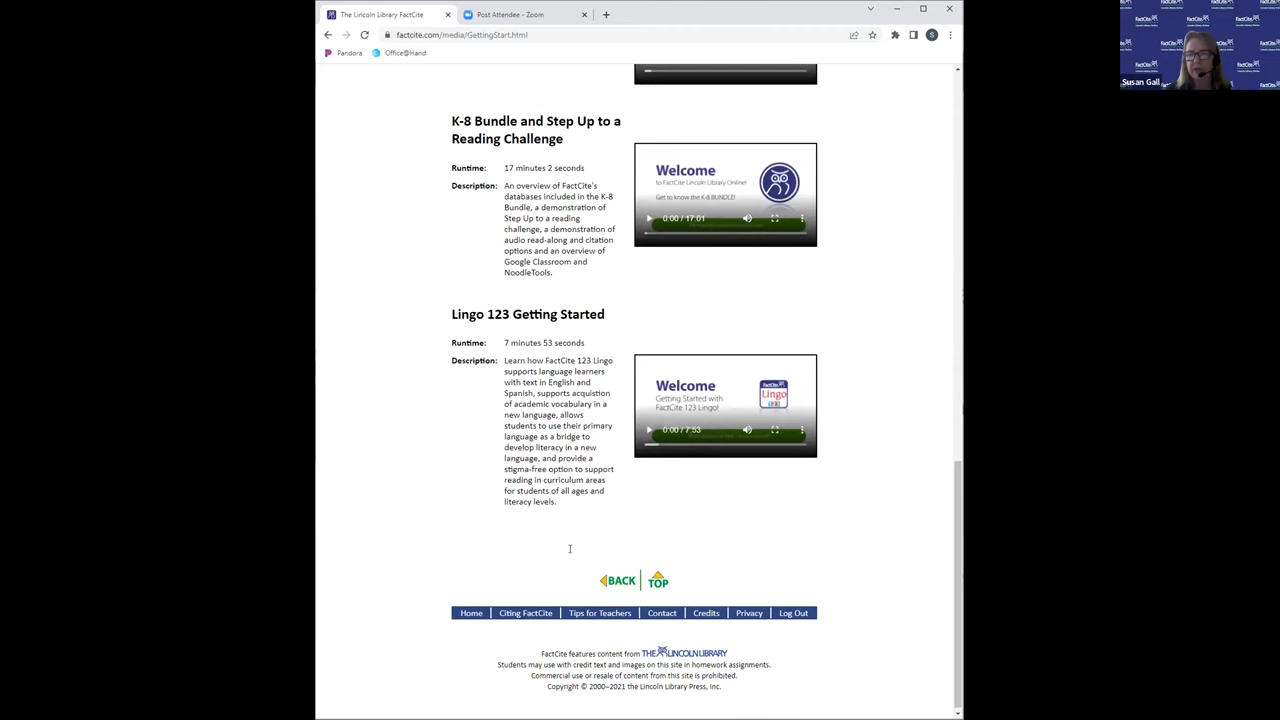 The Lincoln Library FactCite
Post Attendee - Zoom
factcite.com/media/GettingStart.html
Pandora
Office@Hand
K-8 Bundle and Step Up to a
Reading Challenge
Runtime: 17 minutes 2 seconds
Description: An overview of FactCite's
databases included in the K-8
Bundle, a demonstration of
Step Up to a reading
challenge, a demonstration of
audio read-along and citation
options and an overview of
Google Classroom and
NoodleTools.
Welcome
to FactCite Lincoln Library Online!
Get to know the K-8 BUNDLE!
0:00 / 17:01
Lingo 123 Getting Started
Runtime: 7 minutes 53 seconds
Description: Learn how FactCite 123 Lingo
supports language learners
with text in English and
Spanish, supports acquisition
of academic vocabulary in a
new language, allows
students to use their primary
language as a bridge to
develop literacy in a new
language, and provide a
stigma-free option to support
reading in curriculum areas
for students of all ages and
literacy levels.
Welcome
Getting Started with
FactCite 123 Lingo!
FactCite
Lingo
0:00 / 7:53
BACK
TOP
Home
Citing FactCite
Tips for Teachers
Contact
Credits
Privacy
Log Out
FactCite features content from THE LINCOLN LIBRARY
Students may use with credit text and images on this site in homework assignments.
Commercial use or resale of content from this site is prohibited.
Copyright © 2000–2021 the Lincoln Library Press, Inc.
S
FactCite
Susan Gall